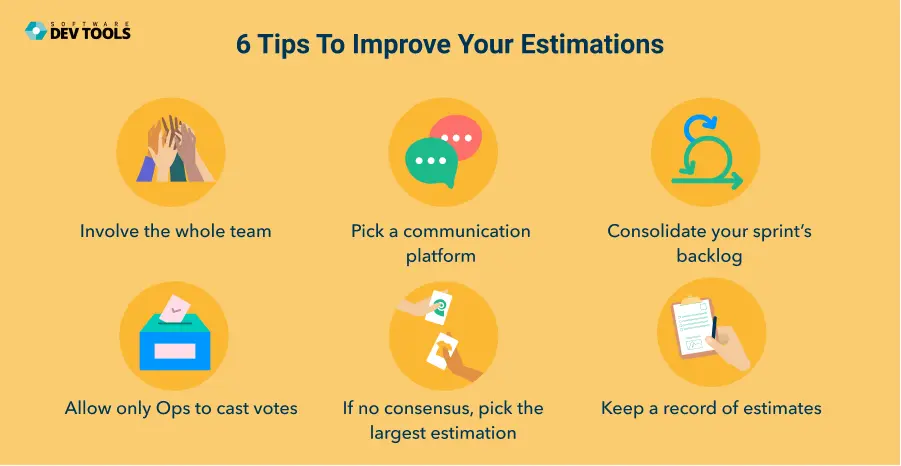 SOFTWARE
DEV TOOLS
6 Tips To Improve Your Estimations
Involve the whole team
Pick a communication
platform
Consolidate your sprint’s
backlog
Allow only Ops to cast votes
If no consensus, pick the
largest estimation
Keep a record of estimates